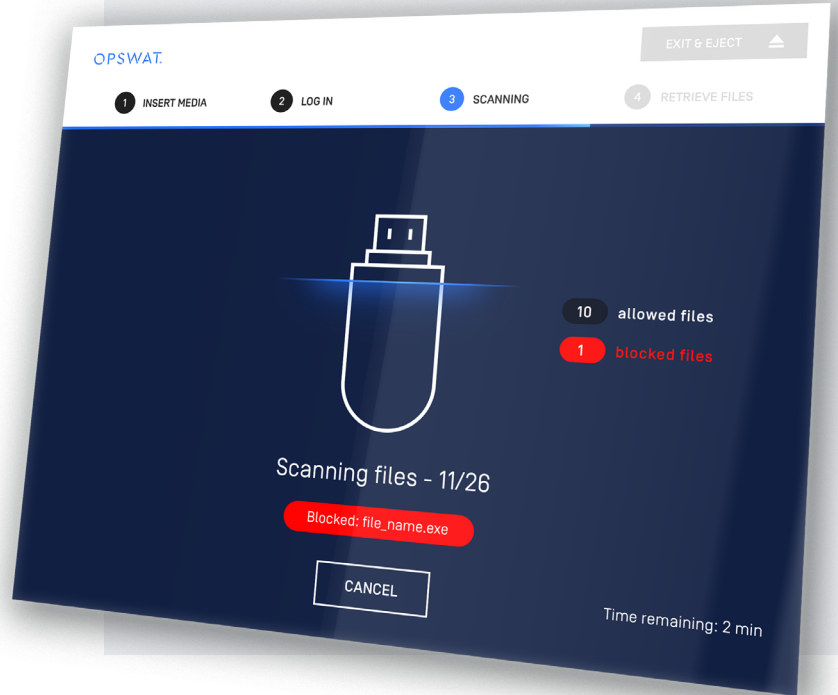 OPSWAT.
EXIT & EJECT
1 INSERT MEDIA
2 LOG IN
3 SCANNING
4 RETRIEVE FILES
10 allowed files
1 blocked files
Scanning files - 11/26
Blocked: file_name.exe
CANCEL
Time remaining: 2 min